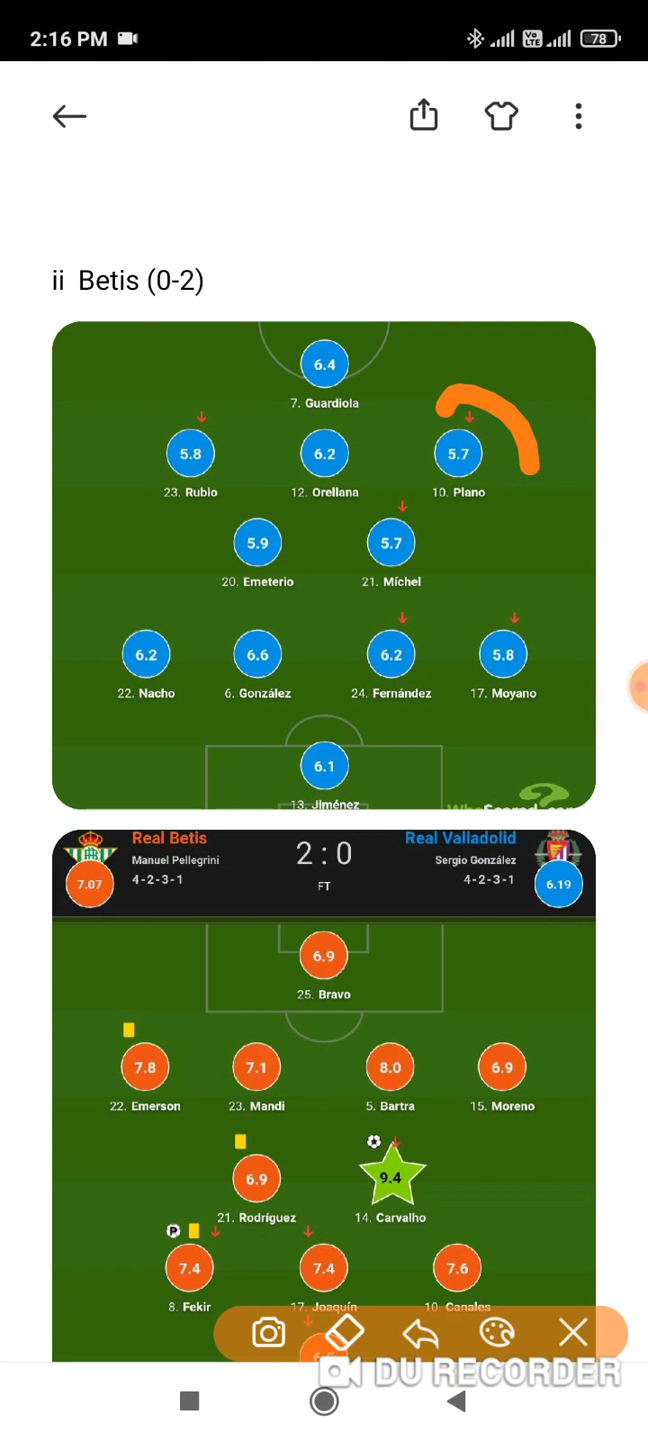 2:16 PM
Vo LTE
78
ii Betis (0-2)
6.4
7. Guardiola
5.8 6.2 5.7
23. Rubio 12. Orellana 10. Plano
5.9 5.7
20. Emeterio 21. Míchel
6.2 6.6 6.2 5.8
22. Nacho 6. González 24. Fernández 17. Moyano
6.1
13. Jiménez
WhoScored.com
Real Betis 2 : 0 Real Valladolid
Manuel Pellegrini Sergio González
7.07 4-2-3-1 FT 4-2-3-1 6.19
6.9
25. Bravo
7.8 7.1 8.0 6.9
22. Emerson 23. Mandi 5. Bartra 15. Moreno
6.9 9.4
21. Rodríguez 14. Carvalho
P
7.4 7.4 7.6
8. Fekir 17. Joaquín 10. Canales
DU RECORDER